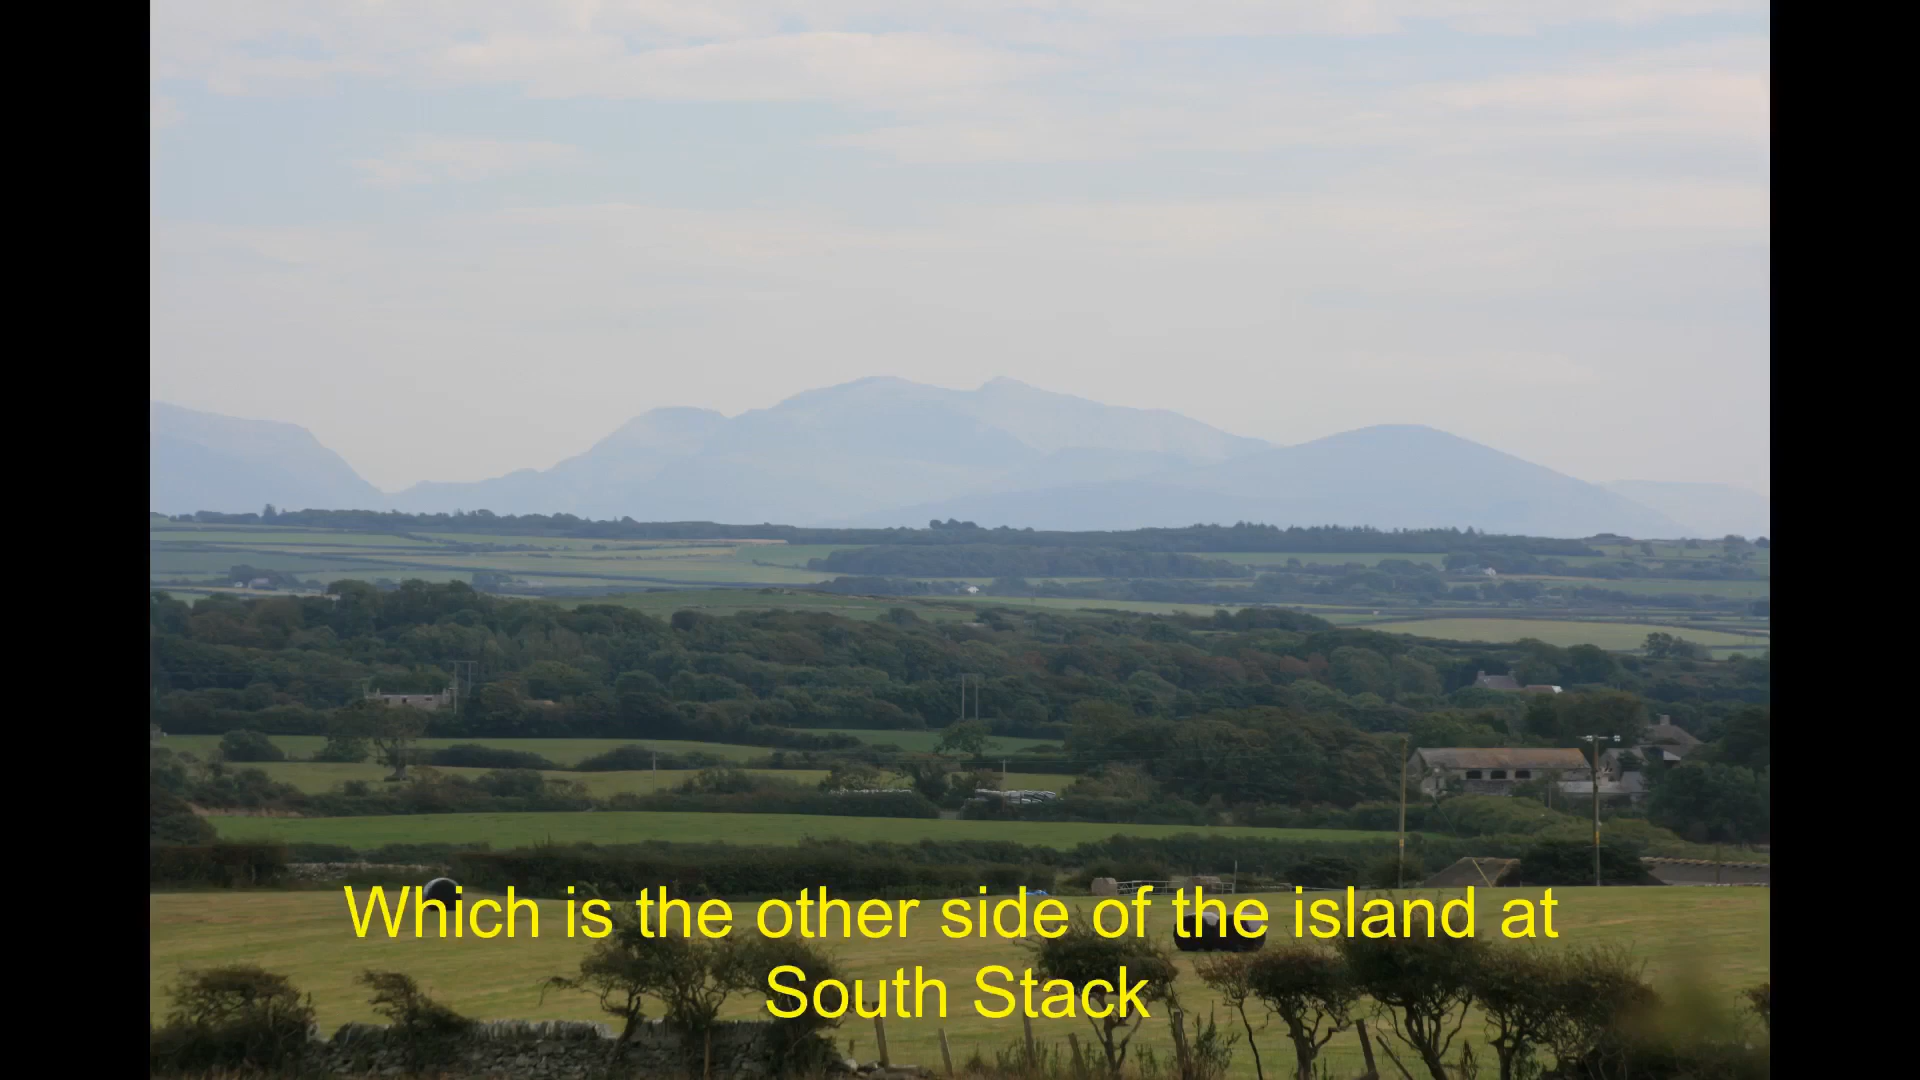 Which is the other side of the island at
South Stack